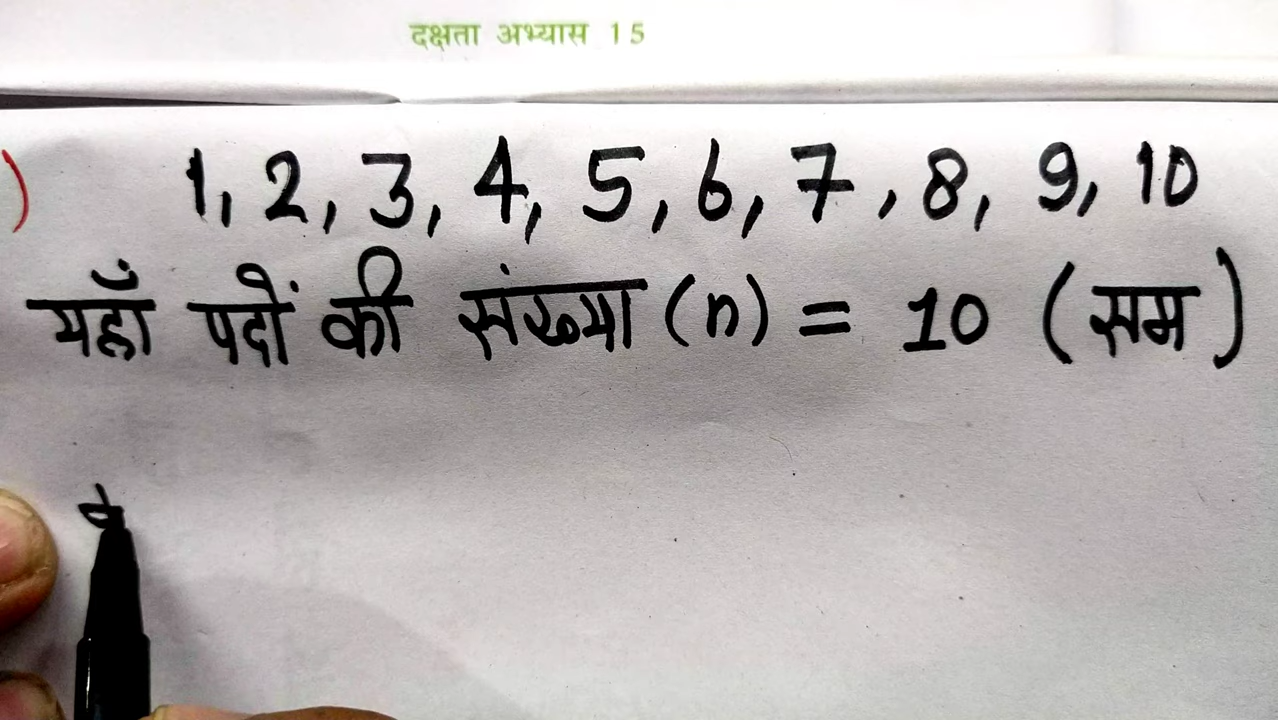 दक्षता अभ्यास 15
) 1, 2, 3, 4, 5, 6, 7, 8, 9, 10
यहाँ पदों की संख्या (n) = 10 (सम)